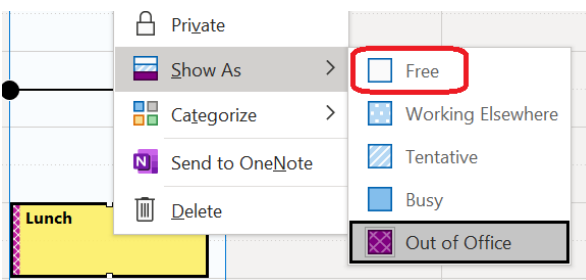 Private
Show As
Categorize
Send to OneNote
Delete
Free
Working Elsewhere
Tentative
Busy
Out of Office
Lunch